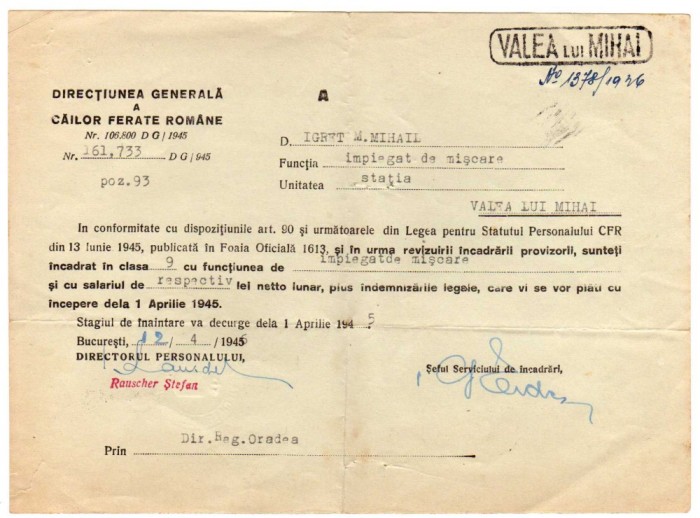 VALEA LUI MIHAI
No 1378/1926
DIRECȚIUNEA GENERALĂ
A
CĂILOR FERATE ROMÂNE
Nr. 106.800 D G / 1945
Nr. 161,733 D G / 945
poz.93
A
D. IGRET M.MIHAIL
Funcția impiegat de mișcare
Unitatea stația
VALEA LUI MIHAI
In conformitate cu dispozițiunile art. 90 și următoarele din Legea pentru Statutul Personalului CFR
din 13 Iunie 1945, publicată în Foaia Oficială 1613, și în urma revizuirii încadrării provizorii, sunteți
încadrat în clasa 9 cu funcțiunea de impiegatde mișcare
și cu salariul de respectiv lei netto lunar, plus indemnizările legale, care vi se vor plăti cu
începere dela 1 Aprilie 1945.
Stagiul de înaintare va decurge dela 1 Aprilie 194 5
București, 12 / 4 / 1946
DIRECTORUL PERSONALULUI,
Șeful Serviciului de încadrări,
Rauscher Ștefan
Prin Dir.Reg.Oradea